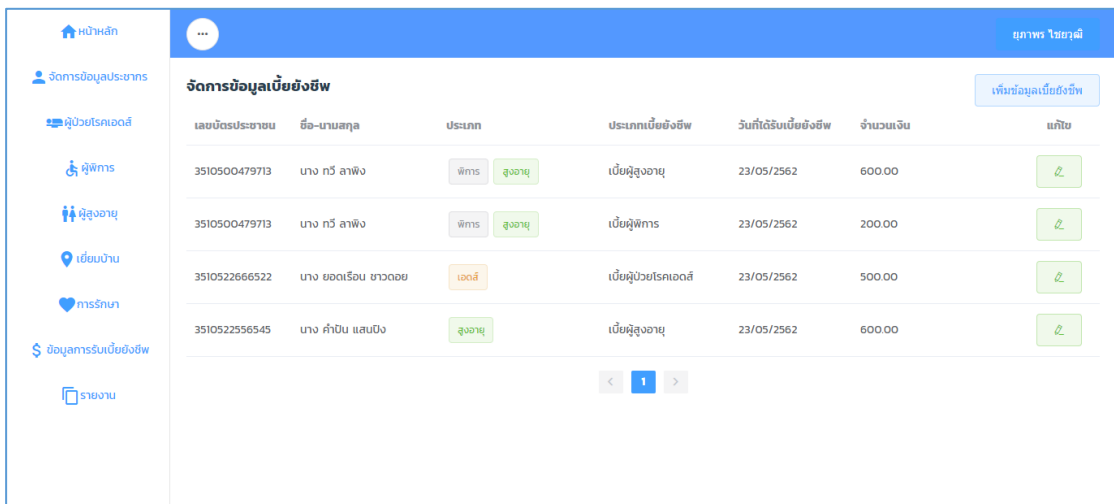 หน้าหลัก
จัดการข้อมูลประชากร
ผู้ป่วยโรคเอดส์
ผู้พิการ
ผู้สูงอายุ
เยี่ยมบ้าน
การรักษา
ข้อมูลการรับเบี้ยยังชีพ
รายงาน
ยุภาพร ไชยวุฒิ
จัดการข้อมูลเบี้ยยังชีพ
เพิ่มข้อมูลเบี้ยยังชีพ
เลขบัตรประชาชน ชื่อ-นามสกุล ประเภท ประเภทเบี้ยยังชีพ วันที่ได้รับเบี้ยยังชีพ จำนวนเงิน แก้ไข
3510500479713 นาง ทวี ลาพิง พิการ สูงอายุ เบี้ยผู้สูงอายุ 23/05/2562 600.00
3510500479713 นาง ทวี ลาพิง พิการ สูงอายุ เบี้ยผู้พิการ 23/05/2562 200.00
3510522666522 นาง ยอดเรือน ชาวดอย เอดส์ เบี้ยผู้ป่วยโรคเอดส์ 23/05/2562 500.00
3510522556545 นาง คำปัน แสนปิง สูงอายุ เบี้ยผู้สูงอายุ 23/05/2562 600.00
1